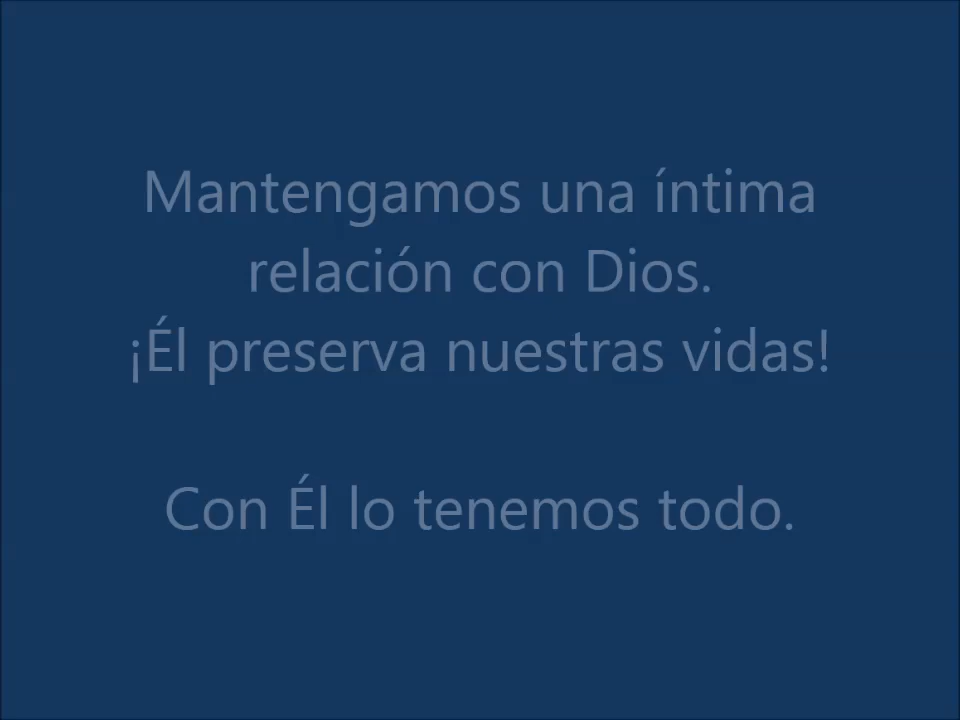 Mantengamos una íntima
relación con Dios.
¡Él preserva nuestras vidas!
Con Él lo tenemos todo.